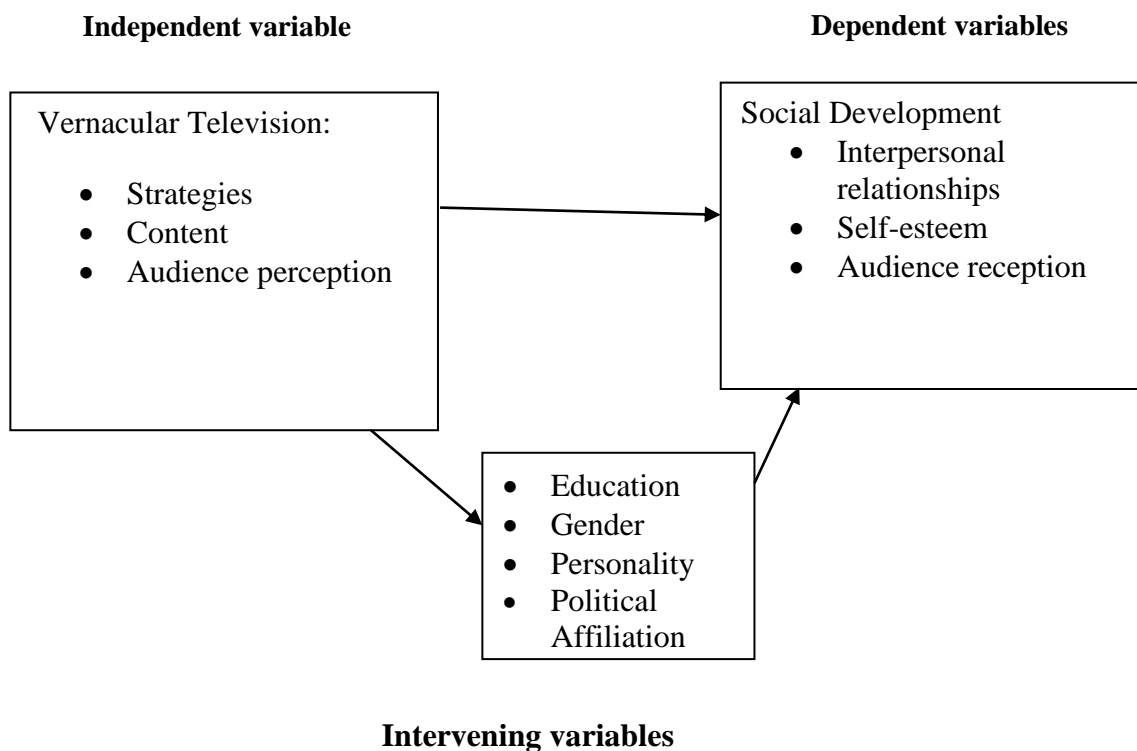 Independent variable
Dependent variables
Vernacular Television:
• Strategies
• Content
• Audience perception
Social Development
• Interpersonal
relationships
• Self-esteem
• Audience reception
• Education
• Gender
• Personality
• Political
Affiliation
Intervening variables